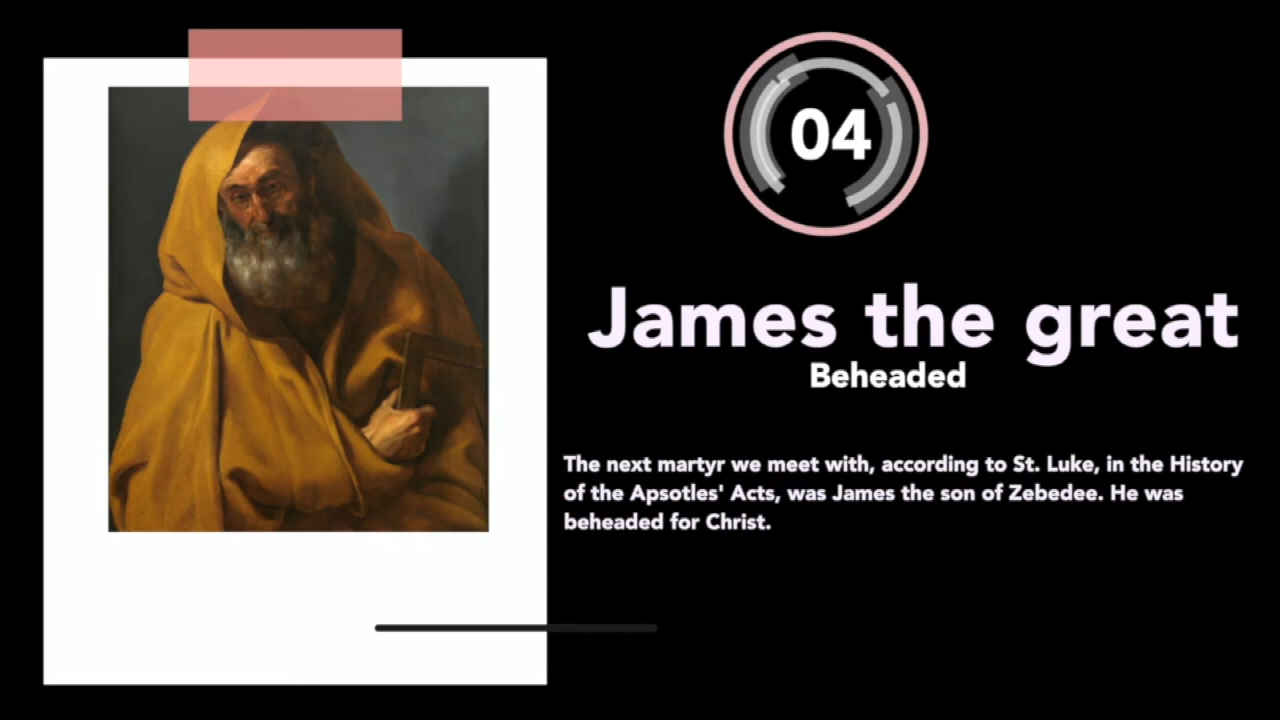 04
James the great
Beheaded
The next martyr we meet with, according to St. Luke, in the History
of the Apsotles' Acts, was James the son of Zebedee. He was
beheaded for Christ.